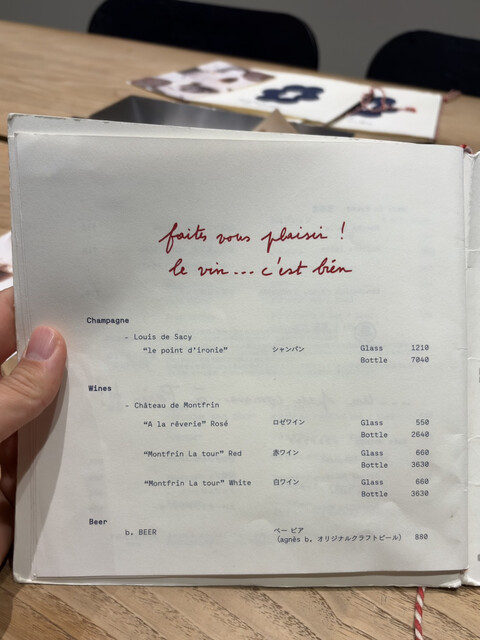 faites vous plaisir !
le vin... c'est bien
Champagne
- Louis de Sacy
"le point d'ironie" シャンパン Glass 1210
Bottle 7040
Wines
- Château de Montfrin
"A la rêverie" Rosé ロゼワイン Glass 550
Bottle 2640
"Montfrin La tour" Red 赤ワイン Glass 660
Bottle 3630
"Montfrin La tour" White 白ワイン Glass 660
Bottle 3630
Beer
b. BEER ベー ビア
(agnès b. オリジナルクラフトビール) 880